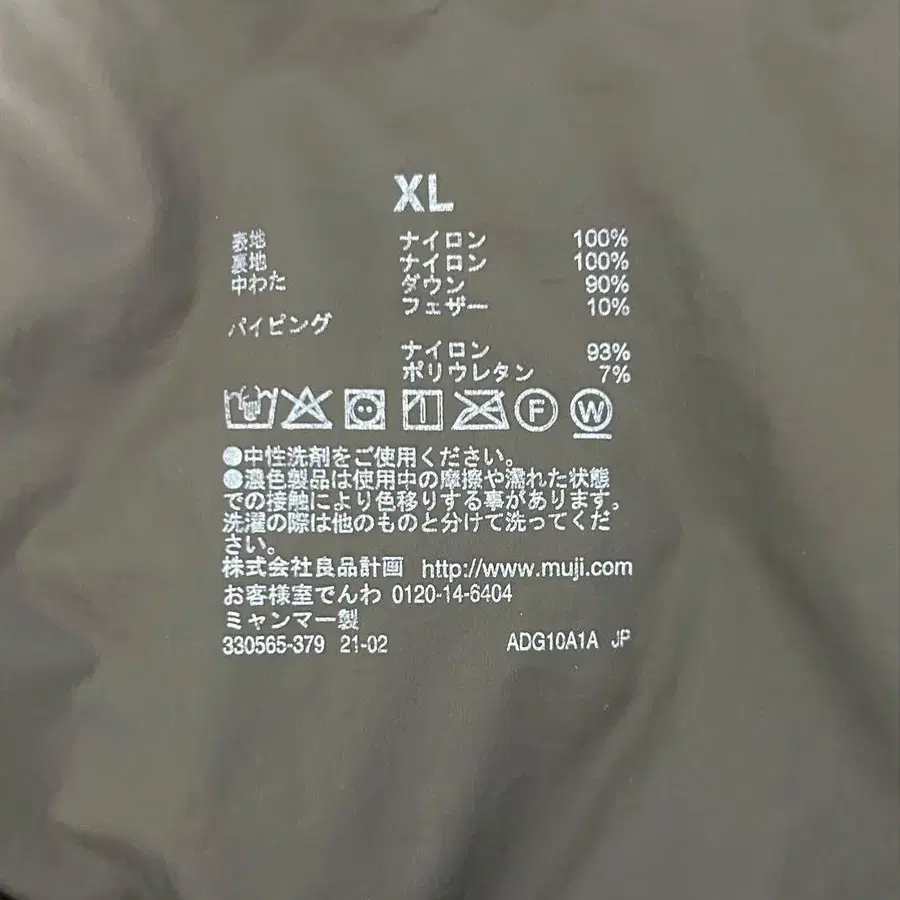 XL
表地 ナイロン 100%
裏地 ナイロン 100%
中わた ダウン 90%
フェザー 10%
パイピング
ナイロン 93%
ポリウレタン 7%
F W
●中性洗剤をご使用ください。
●濃色製品は使用中の摩擦や濡れた状態
での接触により色移りする事があります。
洗濯の際は他のものと分けて洗ってくだ
さい。
株式会社良品計画 http://www.muji.com
お客様室でんわ 0120-14-6404
ミャンマー製
330565-379 21-02 ADG10A1A JP